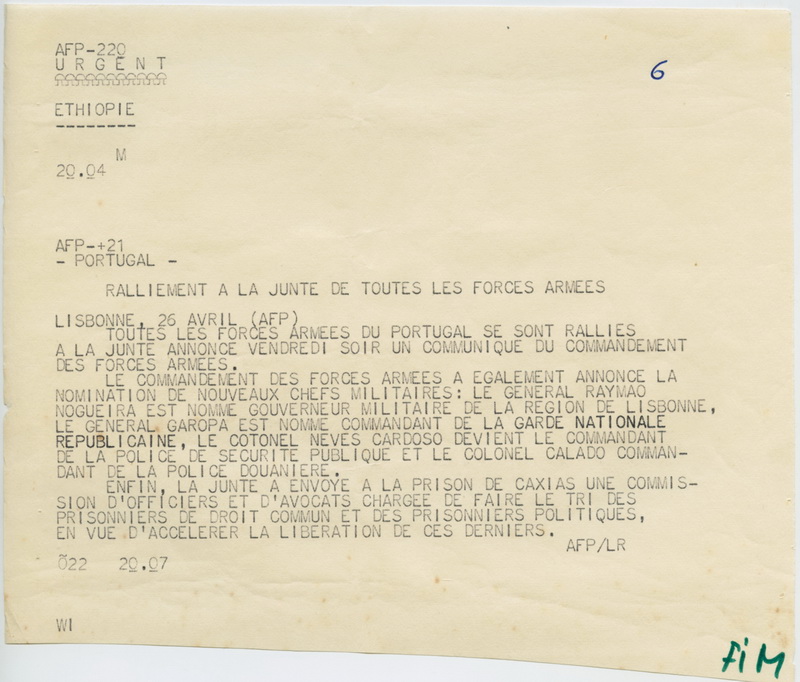 AFP-220
U R G E N T
6
ETHIOPIE
--------
M
20.04
AFP-+21
- PORTUGAL -
RALLIEMENT A LA JUNTE DE TOUTES LES FORCES ARMEES
LISBONNE, 26 AVRIL (AFP)
TOUTES LES FORCES ARMEES DU PORTUGAL SE SONT RALLIES
A LA JUNTE ANNONCE VENDREDI SOIR UN COMMUNIQUE DU COMMANDEMENT
DES FORCES ARMEES.
LE COMMANDEMENT DES FORCES ARMEES A EGALEMENT ANNONCE LA
NOMINATION DE NOUVEAUX CHEFS MILITAIRES: LE GENERAL RAYMAO
NOGUEIRA EST NOMME GOUVERNEUR MILITAIRE DE LA REGION DE LISBONNE,
LE GENERAL GAROPA EST NOMME COMMANDANT DE LA GARDE NATIONALE
REPUBLICAINE, LE COTONEL NEVES CARDOSO DEVIENT LE COMMANDANT
DE LA POLICE DE SECURITE PUBLIQUE ET LE COLONEL CALADO COMMAN-
DANT DE LA POLICE DOUANIERE.
ENFIN, LA JUNTE A ENVOYE A LA PRISON DE CAXIAS UNE COMMIS-
SION D'OFFICIERS ET D'AVOCATS CHARGEE DE FAIRE LE TRI DES
PRISONNIERS DE DROIT COMMUN ET DES PRISONNIERS POLITIQUES,
EN VUE D'ACCELERER LA LIBERATION DE CES DERNIERS.
AFP/LR
Õ22 20.07
WI
FIM